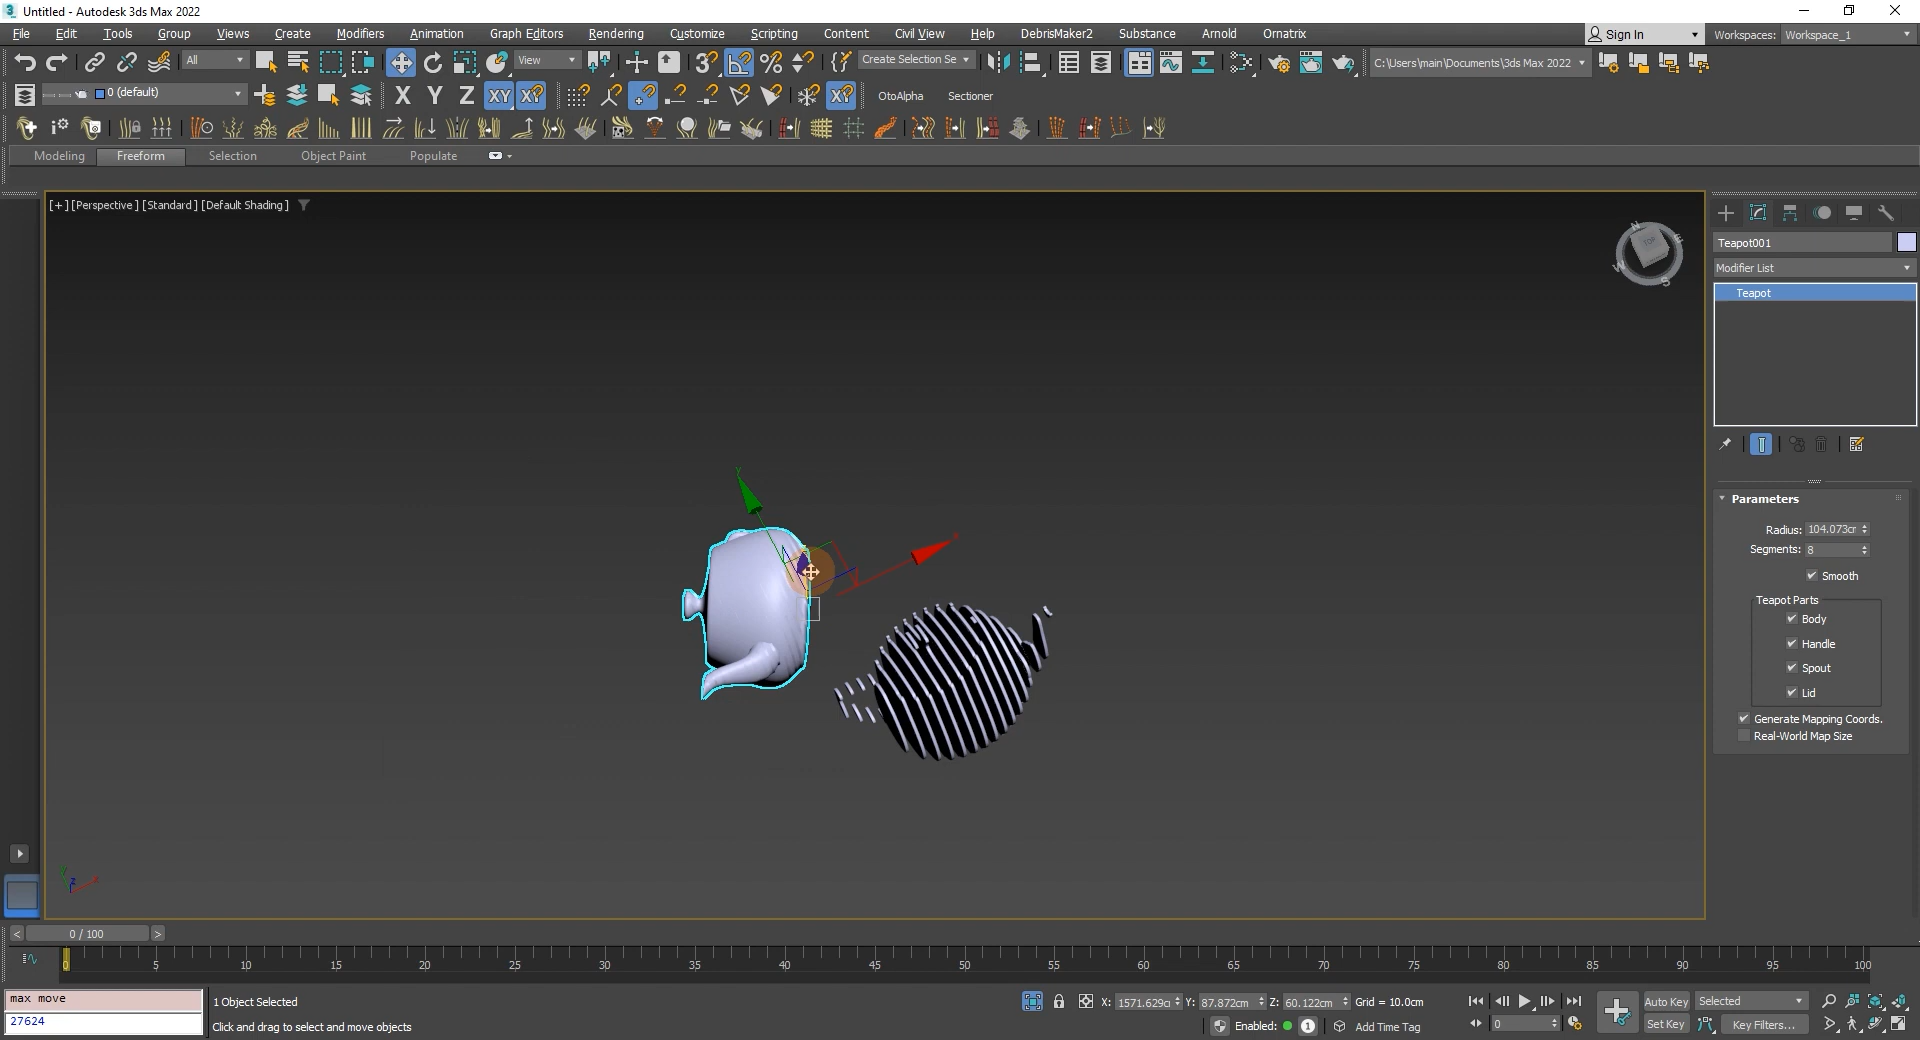 Untitled - Autodesk 3ds Max 2022
File Edit Tools Group Views Create Modifiers Animation Graph Editors Rendering Customize Scripting Content Civil View Help DebrisMaker2 Substance Arnold Ornatrix Sign In Workspaces: Workspace_1
All View Create Selection Se C:\Users\main\Documents\3ds Max 2022
0 (default) X Y Z XY XY OtoAlpha Sectioner
Modeling Freeform Selection Object Paint Populate
[+] [Perspective] [Standard] [Default Shading]
Teapot001
Modifier List
Teapot
Parameters
Radius: 104.073cr
Segments: 8
Smooth
Teapot Parts
Body
Handle
Spout
Lid
Generate Mapping Coords.
Real-World Map Size
< 0 / 100 >
0 5 10 15 20 25 30 35 40 45 50 55 60 65 70 75 80 85 90 95 100
max move 1 Object Selected X: 1571.629c Y: 87.872cm Z: 60.122cm Grid = 10.0cm Auto Key Selected
27624 Click and drag to select and move objects Enabled: 1 Add Time Tag 0 Set Key Key Filters...